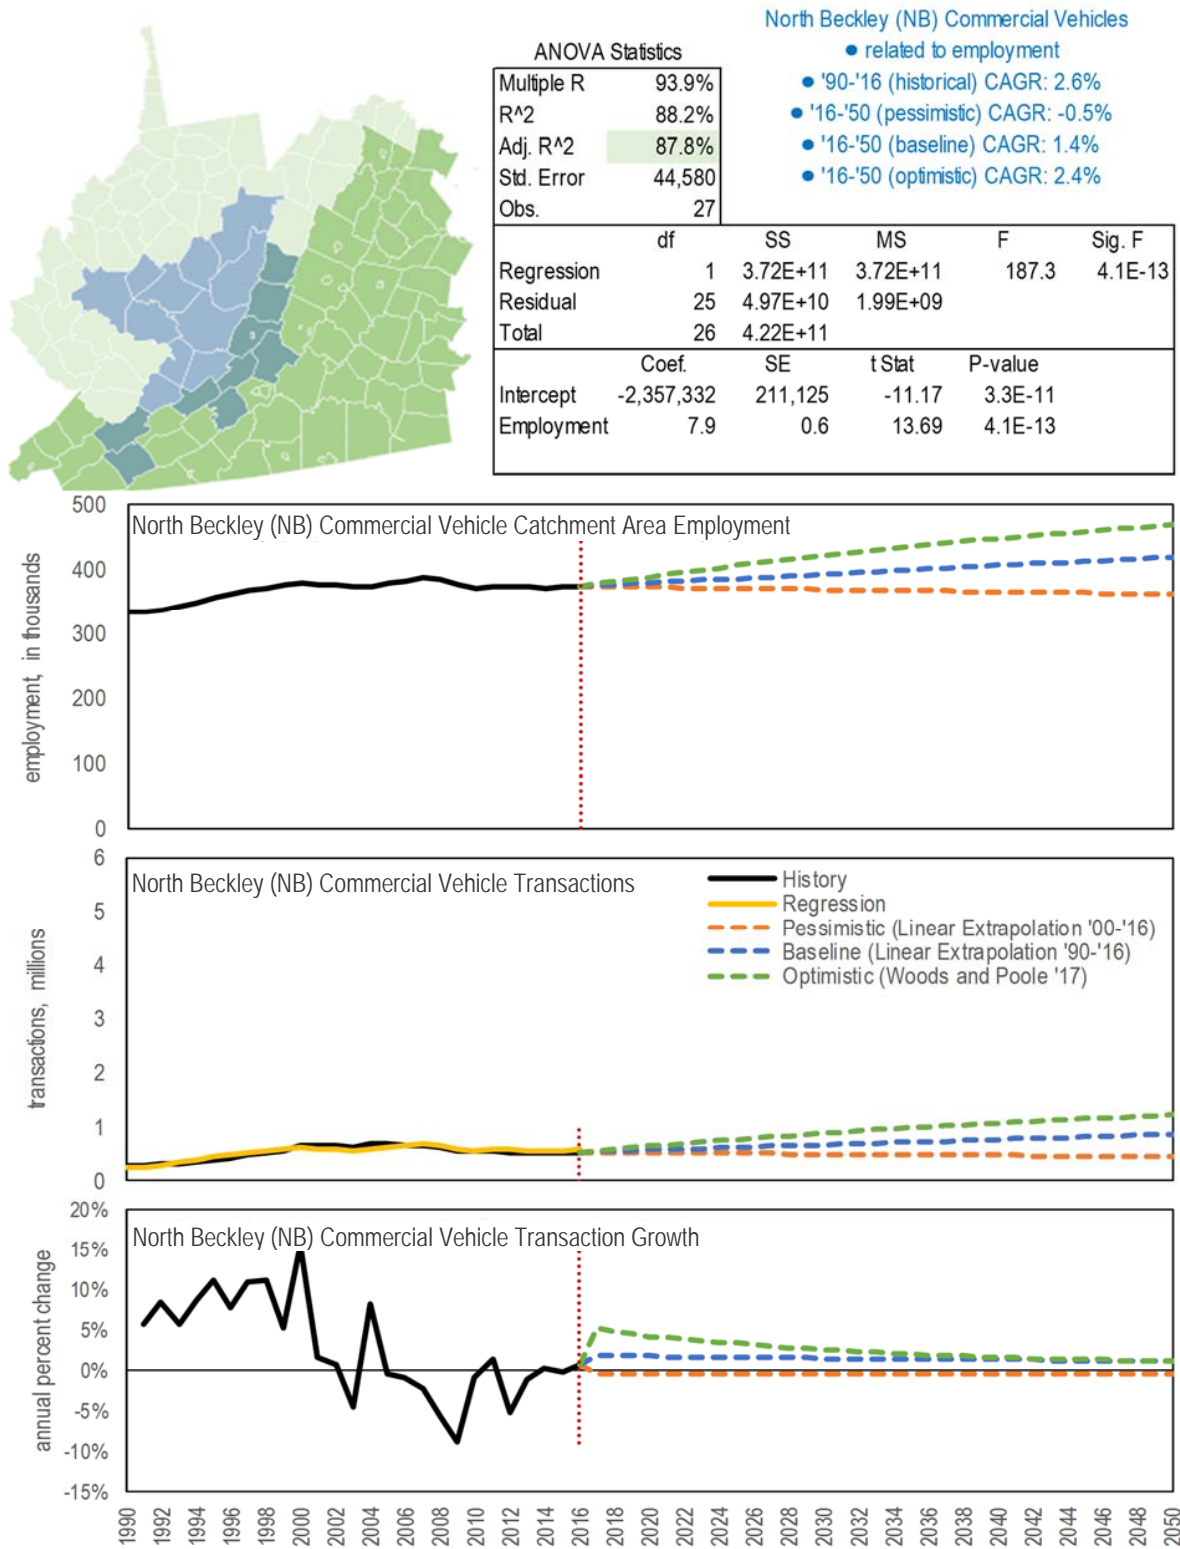 North Beckley (NB) Commercial Vehicles
● related to employment
● '90-'16 (historical) CAGR: 2.6%
● '16-'50 (pessimistic) CAGR: -0.5%
● '16-'50 (baseline) CAGR: 1.4%
● '16-'50 (optimistic) CAGR: 2.4%
ANOVA Statistics
Multiple R 93.9%
R^2 88.2%
Adj. R^2 87.8%
Std. Error 44,580
Obs. 27
df SS MS F Sig. F
Regression 1 3.72E+11 3.72E+11 187.3 4.1E-13
Residual 25 4.97E+10 1.99E+09
Total 26 4.22E+11
Coef. SE t Stat P-value
Intercept -2,357,332 211,125 -11.17 3.3E-11
Employment 7.9 0.6 13.69 4.1E-13
North Beckley (NB) Commercial Vehicle Catchment Area Employment
employment, in thousands
500
400
300
200
100
0
North Beckley (NB) Commercial Vehicle Transactions
transactions, millions
6
5
4
3
2
1
0
History
Regression
Pessimistic (Linear Extrapolation '00-'16)
Baseline (Linear Extrapolation '90-'16)
Optimistic (Woods and Poole '17)
North Beckley (NB) Commercial Vehicle Transaction Growth
annual percent change
20%
15%
10%
5%
0%
-5%
-10%
-15%
1990 1992 1994 1996 1998 2000 2002 2004 2006 2008 2010 2012 2014 2016 2018 2020 2022 2024 2026 2028 2030 2032 2034 2036 2038 2040 2042 2044 2046 2048 2050